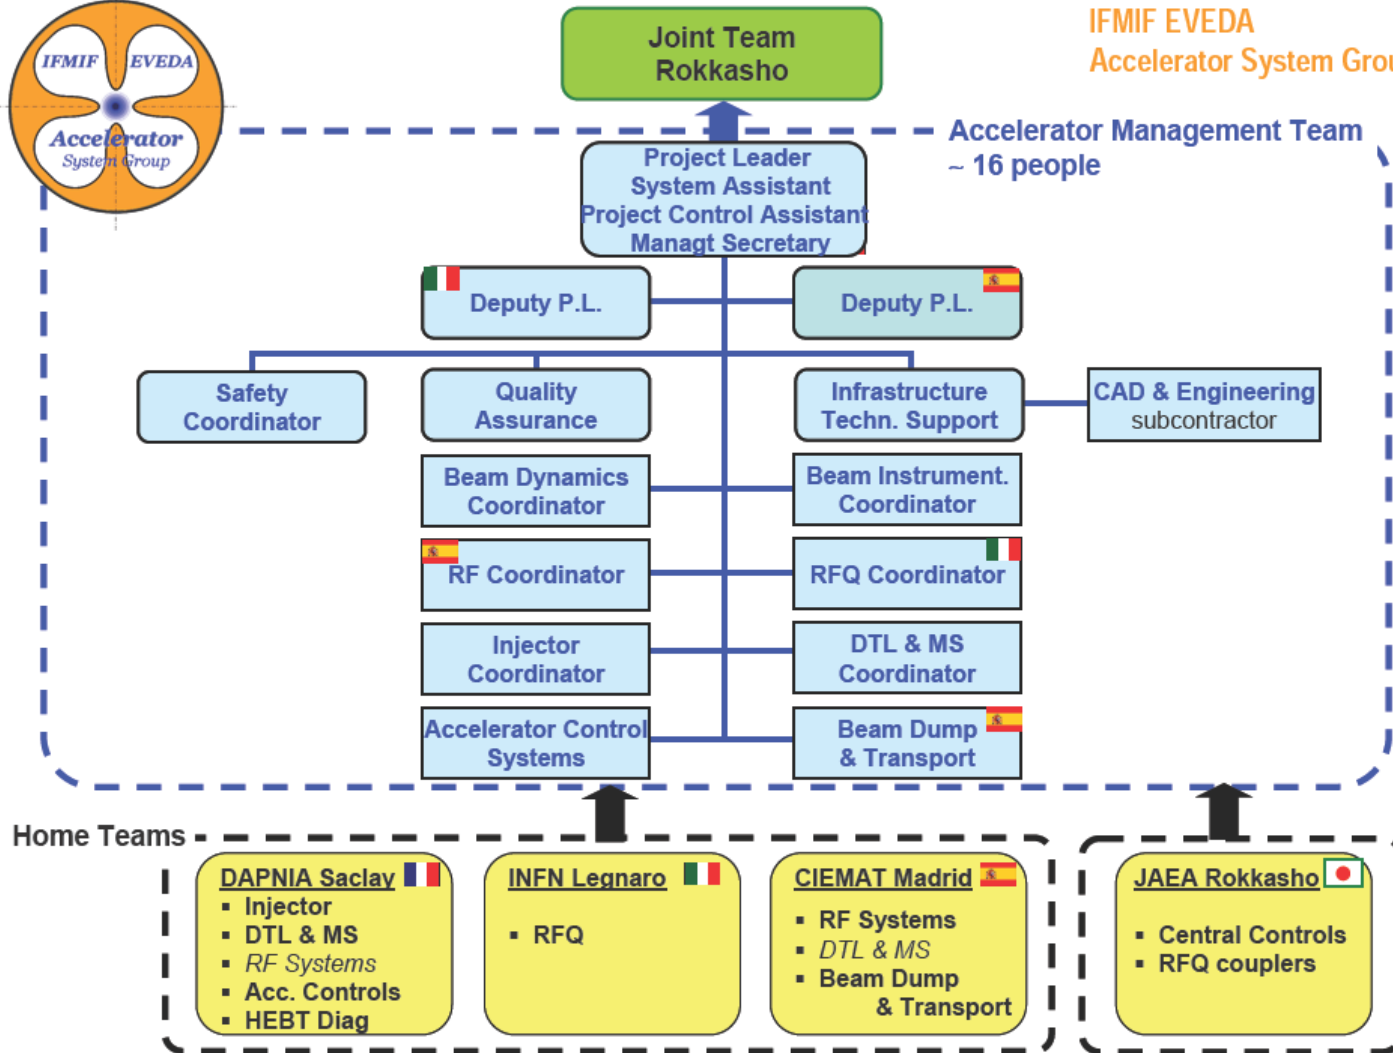 IFMIF EVEDA
Accelerator
System Group
Joint Team
Rokkasho
IFMIF EVEDA
Accelerator System Grou
Accelerator Management Team
~ 16 people
Project Leader
System Assistant
Project Control Assistant
Managt Secretary
Deputy P.L.
Deputy P.L.
Safety
Coordinator
Quality
Assurance
Infrastructure
Techn. Support
CAD & Engineering
subcontractor
Beam Dynamics
Coordinator
Beam Instrument.
Coordinator
RF Coordinator
RFQ Coordinator
Injector
Coordinator
DTL & MS
Coordinator
Accelerator Control
Systems
Beam Dump
& Transport
Home Teams
DAPNIA Saclay
▪ Injector
▪ DTL & MS
▪ RF Systems
▪ Acc. Controls
▪ HEBT Diag
INFN Legnaro
▪ RFQ
CIEMAT Madrid
▪ RF Systems
▪ DTL & MS
▪ Beam Dump
& Transport
JAEA Rokkasho
▪ Central Controls
▪ RFQ couplers